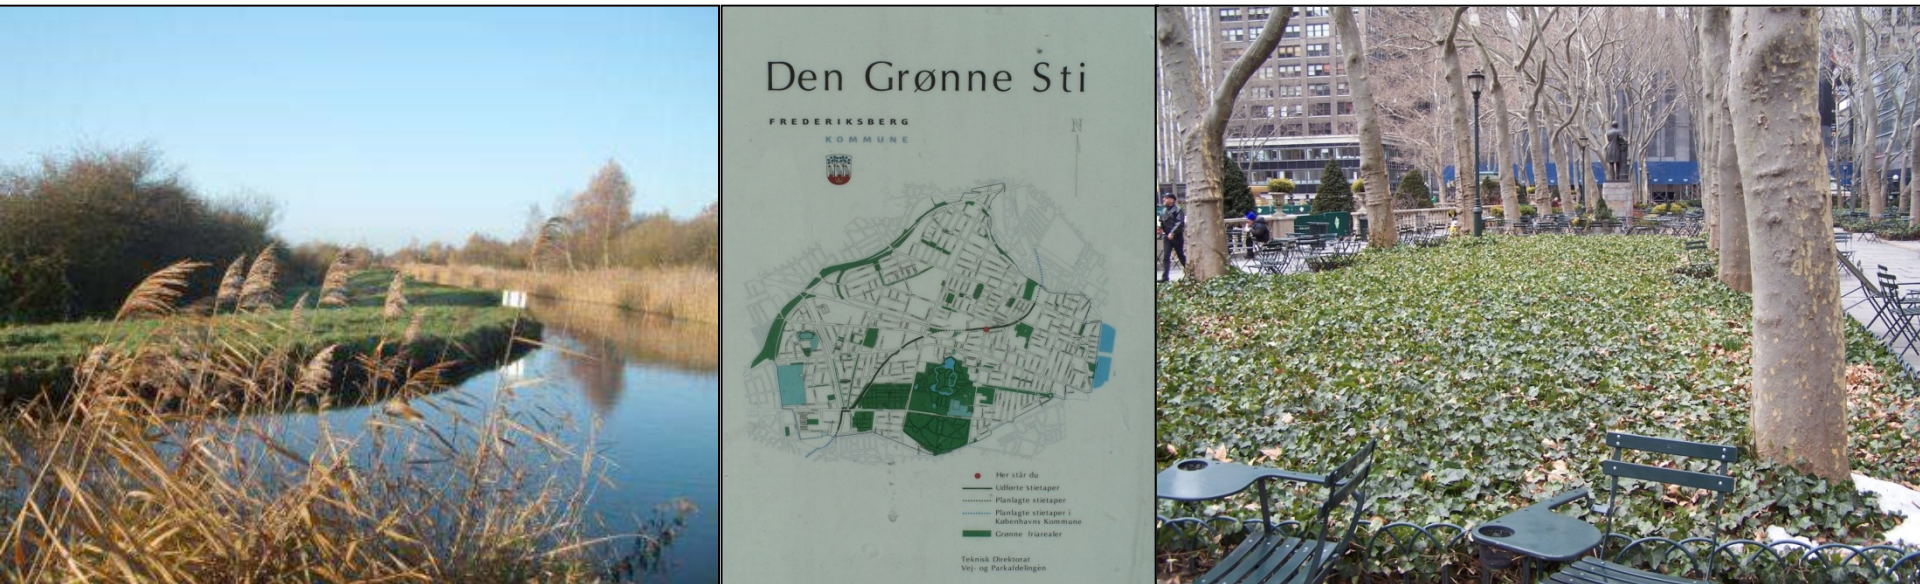 Den Grønne Sti
FREDERIKSBERG
KOMMUNE
N
Her står du
Udførte stietaper
Planlagte stietaper
Planlagte stietaper i
Københavns Kommune
Grønne friarealer
Teknisk Direktorat
Vej- og Parkafdelingen